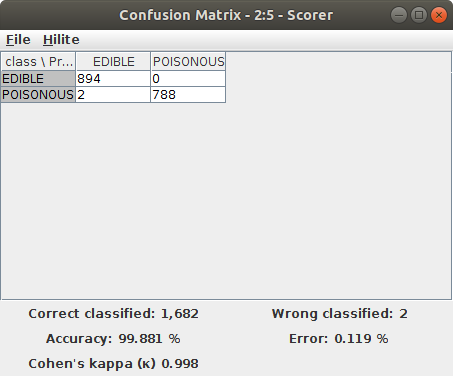 Confusion Matrix - 2:5 - Scorer
File Hilite
class \ Pr... EDIBLE POISONOUS
EDIBLE 894 0
POISONOUS 2 788
Correct classified: 1,682 Wrong classified: 2
Accuracy: 99.881 % Error: 0.119 %
Cohen's kappa (κ) 0.998